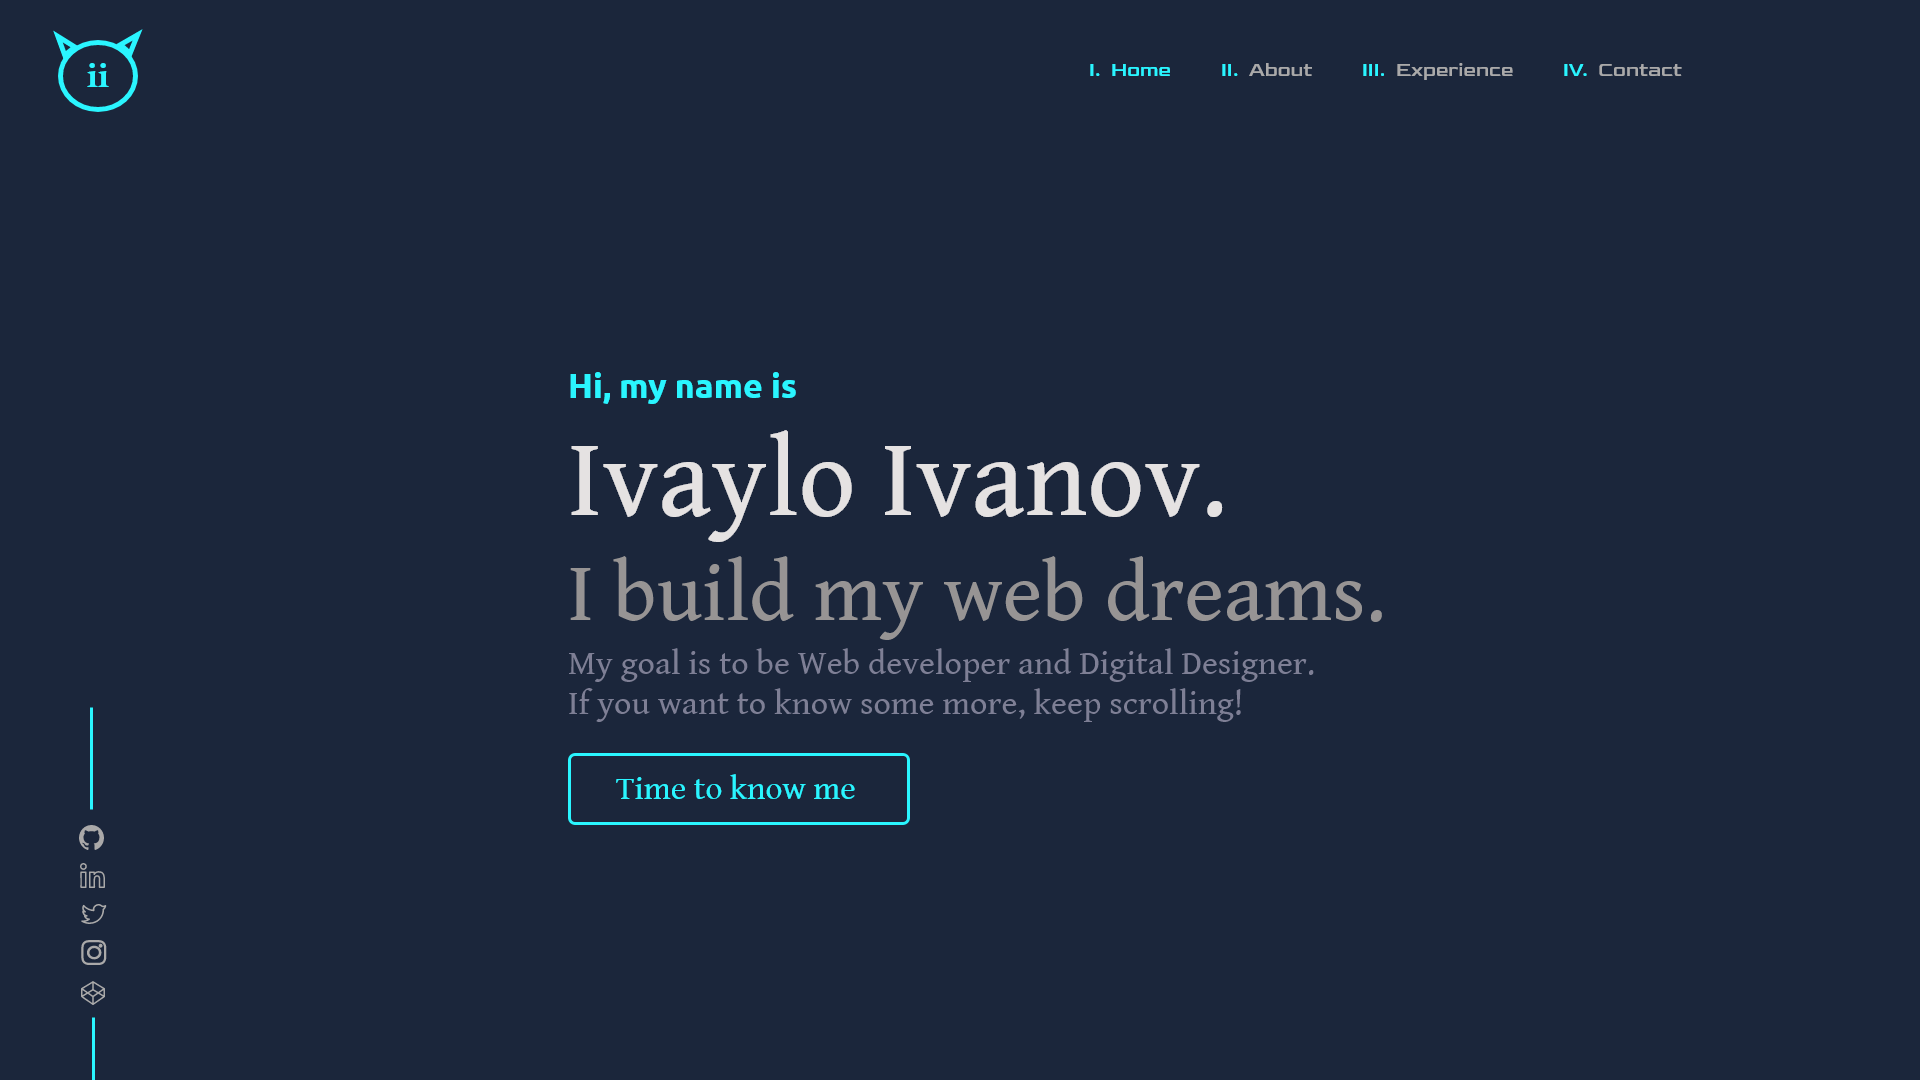 ii
I. Home II. About III. Experience IV. Contact
Hi, my name is
Ivaylo Ivanov.
I build my web dreams.
My goal is to be Web developer and Digital Designer.
If you want to know some more, keep scrolling!
Time to know me
in